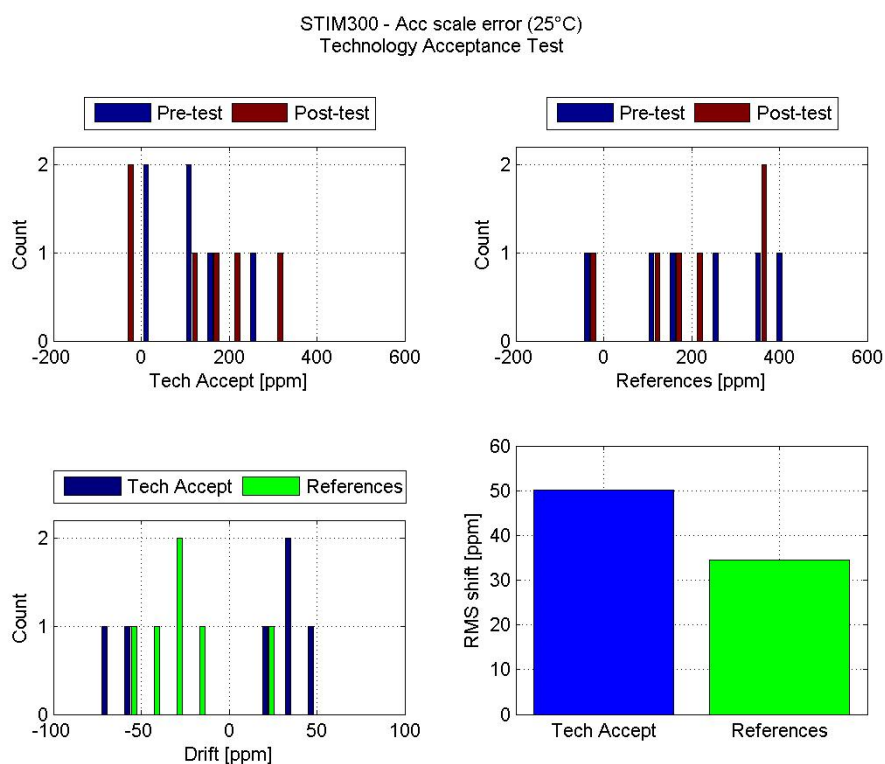 STIM300 - Acc scale error (25°C)
Technology Acceptance Test
Pre-test Post-test
2
1
0
Count
-200 0 200 400 600
Tech Accept [ppm]
Pre-test Post-test
2
1
0
Count
-200 0 200 400 600
References [ppm]
Tech Accept References
2
1
0
Count
-100 -50 0 50 100
Drift [ppm]
60
50
40
30
20
10
0
RMS shift [ppm]
Tech Accept References